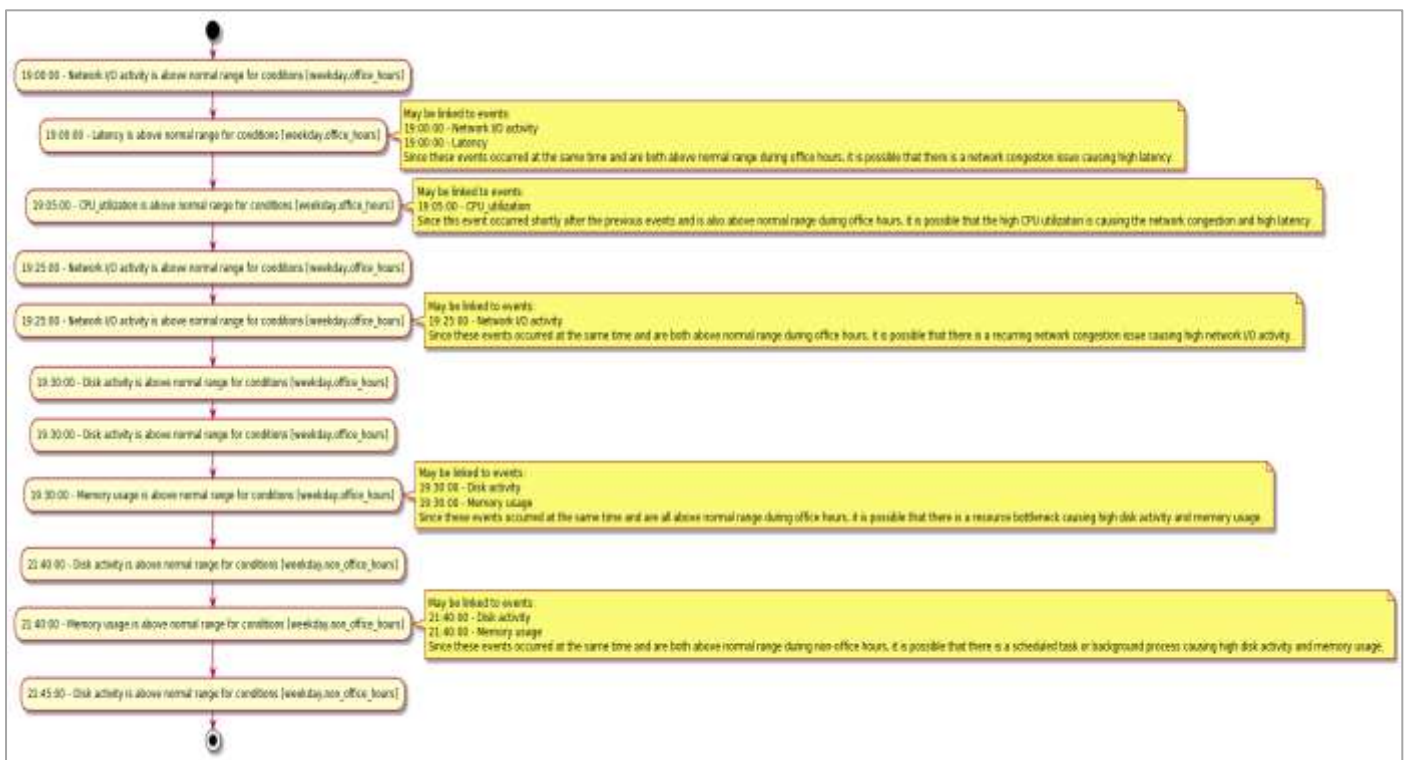 19:00:00 - Network I/O activity is above normal range for conditions [weekday,office_hours]
19:00:00 - Latency is above normal range for conditions [weekday,office_hours]
May be linked to events:
19:00:00 - Network I/O activity
19:00:00 - Latency
Since these events occurred at the same time and are both above normal range during office hours, it is possible that there is a network congestion issue causing high latency.
19:05:00 - CPU_utilization is above normal range for conditions [weekday,office_hours]
May be linked to events:
19:05:00 - CPU_utilization
Since this event occurred shortly after the previous events and is also above normal range during office hours, it is possible that the high CPU utilization is causing the network congestion and high latency.
19:25:00 - Network I/O activity is above normal range for conditions [weekday,office_hours]
19:25:00 - Network I/O activity is above normal range for conditions [weekday,office_hours]
May be linked to events:
19:25:00 - Network I/O activity
Since these events occurred at the same time and are both above normal range during office hours, it is possible that there is a recurring network congestion issue causing high network I/O activity.
19:30:00 - Disk activity is above normal range for conditions [weekday,office_hours]
19:30:00 - Disk activity is above normal range for conditions [weekday,office_hours]
19:30:00 - Memory usage is above normal range for conditions [weekday,office_hours]
May be linked to events:
19:30:00 - Disk activity
19:30:00 - Memory usage
Since these events occurred at the same time and are all above normal range during office hours, it is possible that there is a resource bottleneck causing high disk activity and memory usage.
21:40:00 - Disk activity is above normal range for conditions [weekday,non_office_hours]
21:40:00 - Memory usage is above normal range for conditions [weekday,non_office_hours]
May be linked to events:
21:40:00 - Disk activity
21:40:00 - Memory usage
Since these events occurred at the same time and are both above normal range during non-office hours, it is possible that there is a scheduled task or background process causing high disk activity and memory usage.
21:45:00 - Disk activity is above normal range for conditions [weekday,non_office_hours]